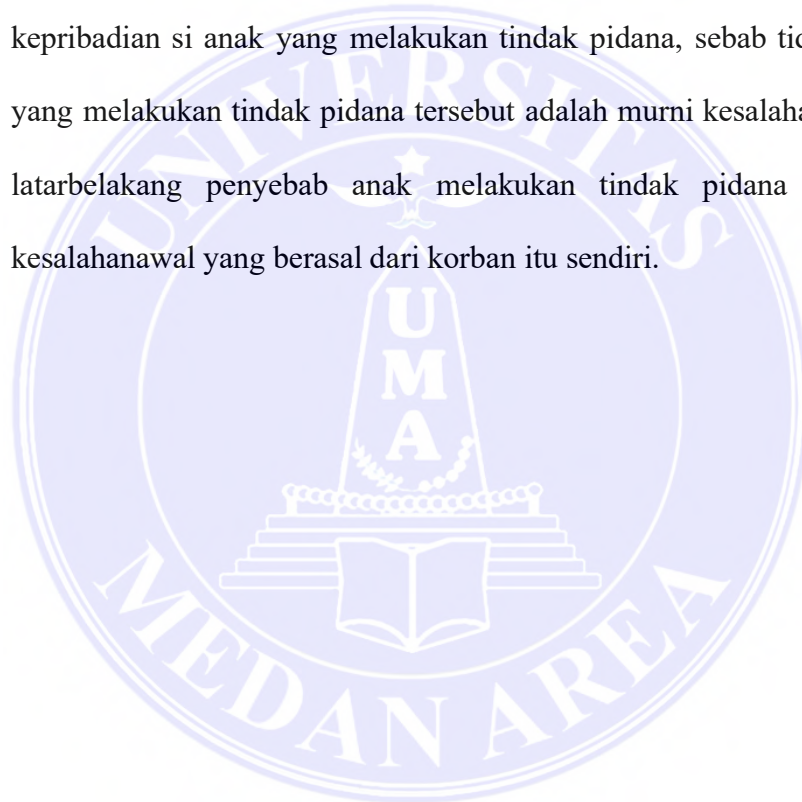 kepribadian si anak yang melakukan tindak pidana, sebab
yang melakukan tindak pidana tersebut adalah murni
latarbelakang penyebab anak melakukan tindak pidana
kesalahanawal yang berasal dari korban itu sendiri.
UNIVERSITAS
UMA
MEDAN AREA